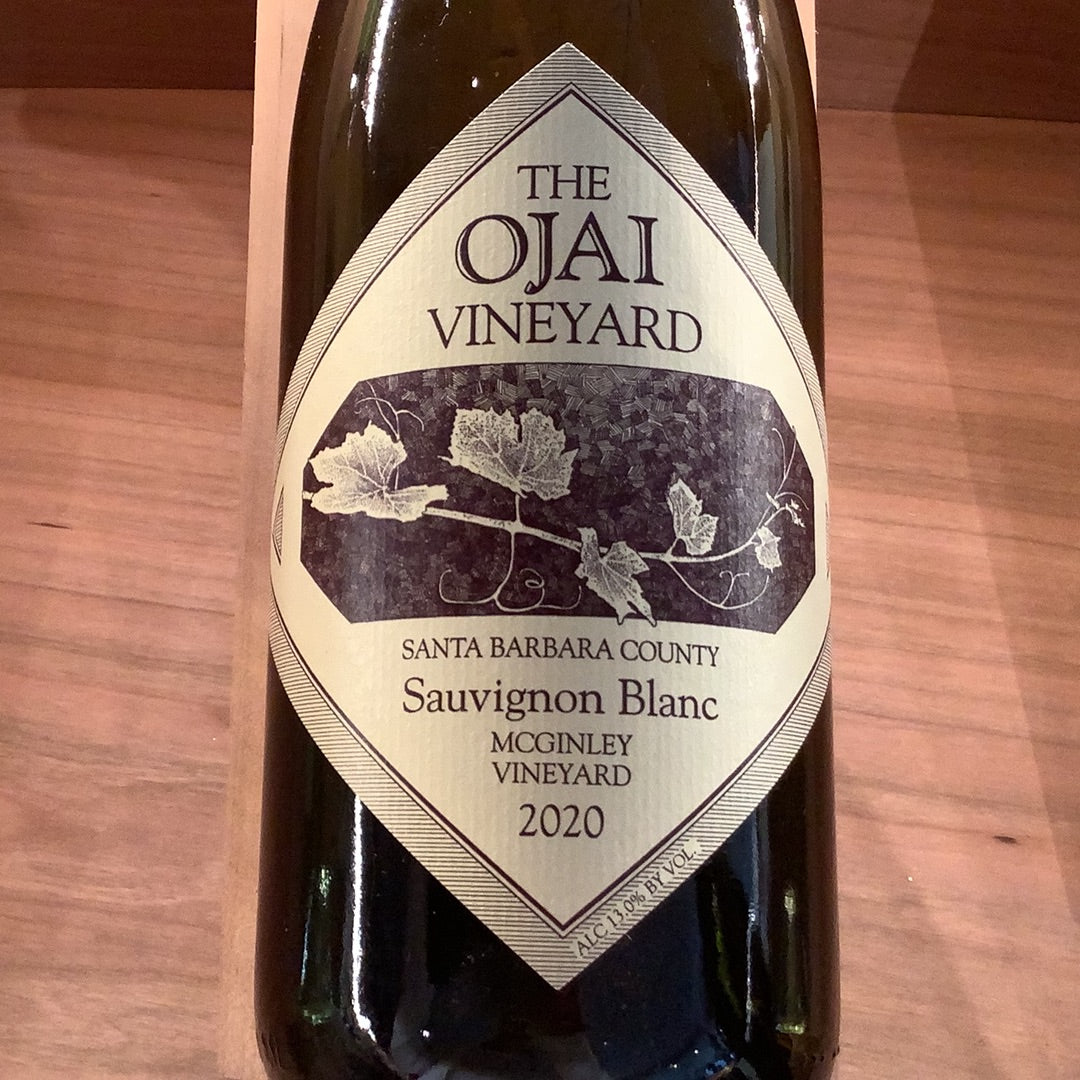 THE
OJAI
VINEYARD
SANTA BARBARA COUNTY
Sauvignon Blanc
MCGINLEY
VINEYARD
2020
ALC 13.0% BY VOL.